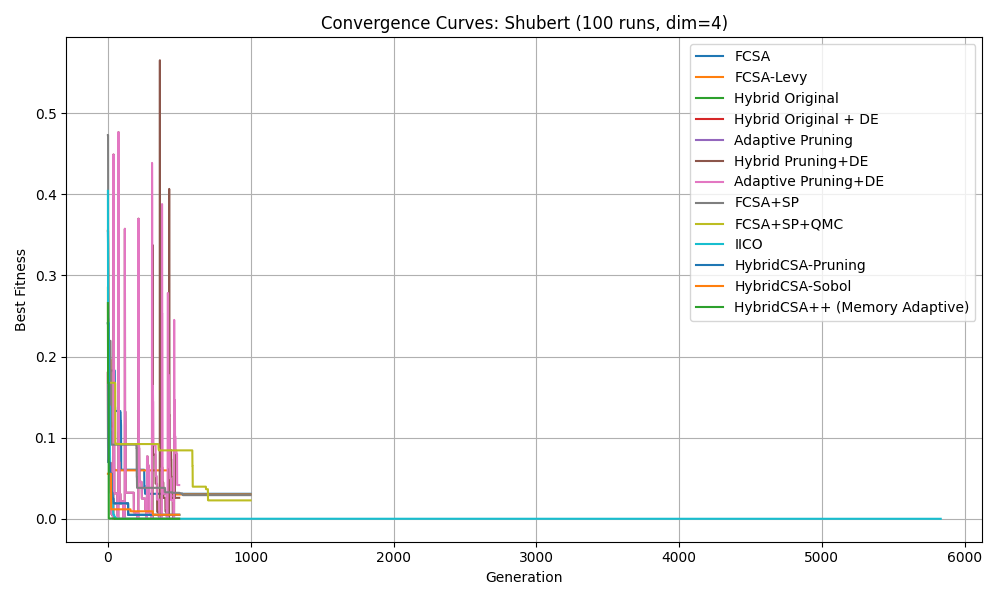 Convergence Curves: Shubert (100 runs, dim=4)
Best Fitness
0.5
0.4
0.3
0.2
0.1
0.0
0
1000
2000
3000
4000
5000
6000
Generation
FCSA
FCSA-Levy
Hybrid Original
Hybrid Original + DE
Adaptive Pruning
Hybrid Pruning+DE
Adaptive Pruning+DE
FCSA+SP
FCSA+SP+QMC
IICO
HybridCSA-Pruning
HybridCSA-Sobol
HybridCSA++ (Memory Adaptive)